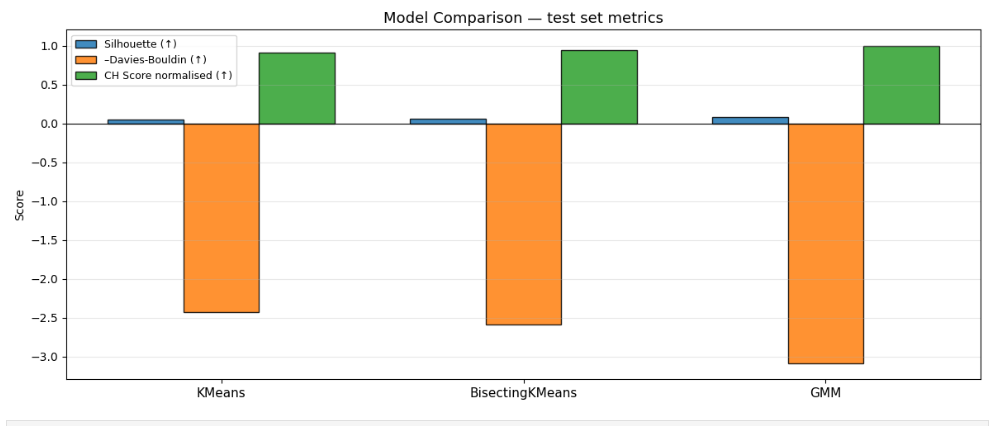 Model Comparison — test set metrics
Silhouette (↑)
–Davies-Bouldin (↑)
CH Score normalised (↑)
1.0
0.5
0.0
−0.5
−1.0
−1.5
−2.0
−2.5
−3.0
Score
KMeans BisectingKMeans GMM